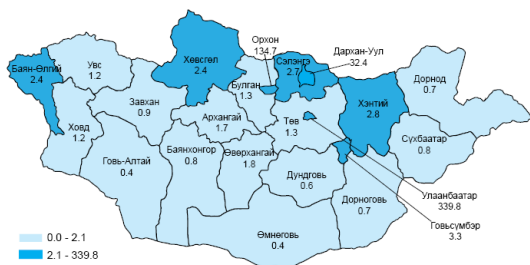 Баян-Өлгий
2.4
Увс
1.2
Ховд
1.2
Завхан
0.9
Говь-Алтай
0.4
Хөвсгөл
2.4
Архангай
1.7
Баянхонгор
0.8
Өвөрхангай
1.8
Булган
1.3
Орхон
134.7
Сэлэнгэ
2.7
Дархан-Уул
32.4
Төв
1.3
Хэнтий
2.8
Дорнод
0.7
Сүхбаатар
0.8
Дундговь
0.6
Дорноговь
0.7
Өмнөговь
0.4
Улаанбаатар
339.8
Говьсүмбэр
3.3
0.0 - 2.1
2.1 - 339.8